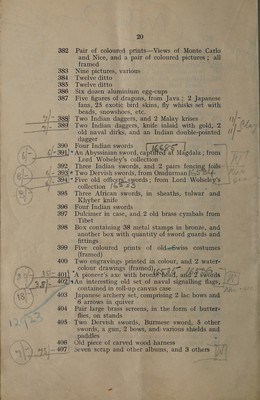 20
382 Pair of coloured prints—Views of Monte Carlo
and Nice, and a pair of coloured pictures; all
framed
383 Nine pictures, various
384 Twelve ditto
385 Twelve ditto
386 Six dozen aluminium egg-cups
387 Five figures of dragons, from Java; 2 Japanese
fans, 25 exotic bird skins, fly whisks set with
beads, snowshoes, etc.
388 Two Indian daggers, and 2 Malay krises
389 Two Indian daggers, knife inlaid with gold, 2
old naval dirks, and an Indian double-pointed
dagger
390 Four Indian swords 16685
391 An Abyssinian sword, captured at Magdala; from
Lord Wolseley's collection
392 Three Indian swords, and 2 pairs fencing foils
393 Two Dervish swords, from Omdurman
394 Five old officers' swords; from Lord Wolseley's
collection
395 Three African swords, in sheaths, tulwar and
Khyber knife
396 Four Indian swords
397 Dulcimer in case, and 2 old brass cymbals from
Tibet
398 Box containing 38 metal stamps in bronze, and
another box with quantity of sword guards and
fittings
399 Five coloured prints of old Swiss costumes
(framed)
400 Two engravings printed in colour, and 2 water-
colour drawings (framed)
401 A pioneer's axe with bronze head, and 2 swords
402 An interesting old set of naval signalling flags,
contained in roll-up canvas case
403 Japanese archery set, comprising 2 lac bows and
6 arrows in quiver
404 Pair large brass screens, in the form of butter-
flies, on stands
405 Two Dervish swords, Burmese sword, 5 other
swords, a gun, 2 bows, and various shields and
paddles
406 Old piece of carved wood harness
407 Seven scrap and other albums, and 3 others